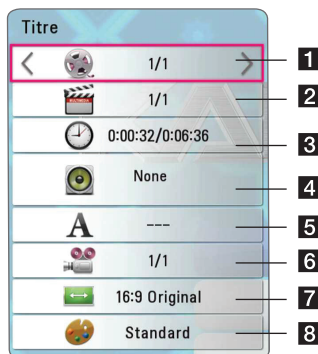 Titre
1/1 1
1/1 2
0:00:32/0:06:36 3
None 4
A --- 5
1/1 6
16:9 Original 7
Standard 8